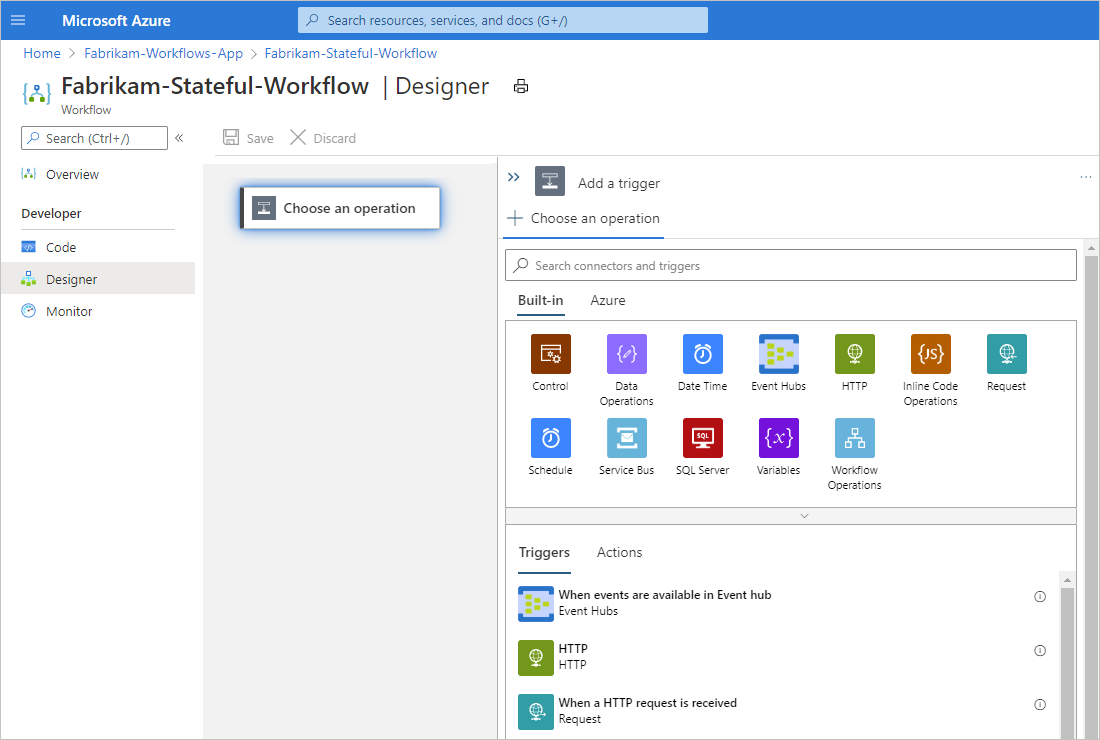 Microsoft Azure
Search resources, services, and docs (G+/)
Home > Fabrikam-Workflows-App > Fabrikam-Stateful-Workflow
Fabrikam-Stateful-Workflow | Designer
Workflow
Search (Ctrl+/)
«
Save
Discard
Overview
Developer
Code
Designer
Monitor
Choose an operation
Add a trigger
...
Choose an operation
Search connectors and triggers
Built-in
Azure
Control
Data
Operations
Date Time
Event Hubs
HTTP
Inline Code
Operations
Request
Schedule
Service Bus
SQL
SQL Server
Variables
Workflow
Operations
Triggers
Actions
When events are available in Event hub
Event Hubs
HTTP
HTTP
When a HTTP request is received
Request